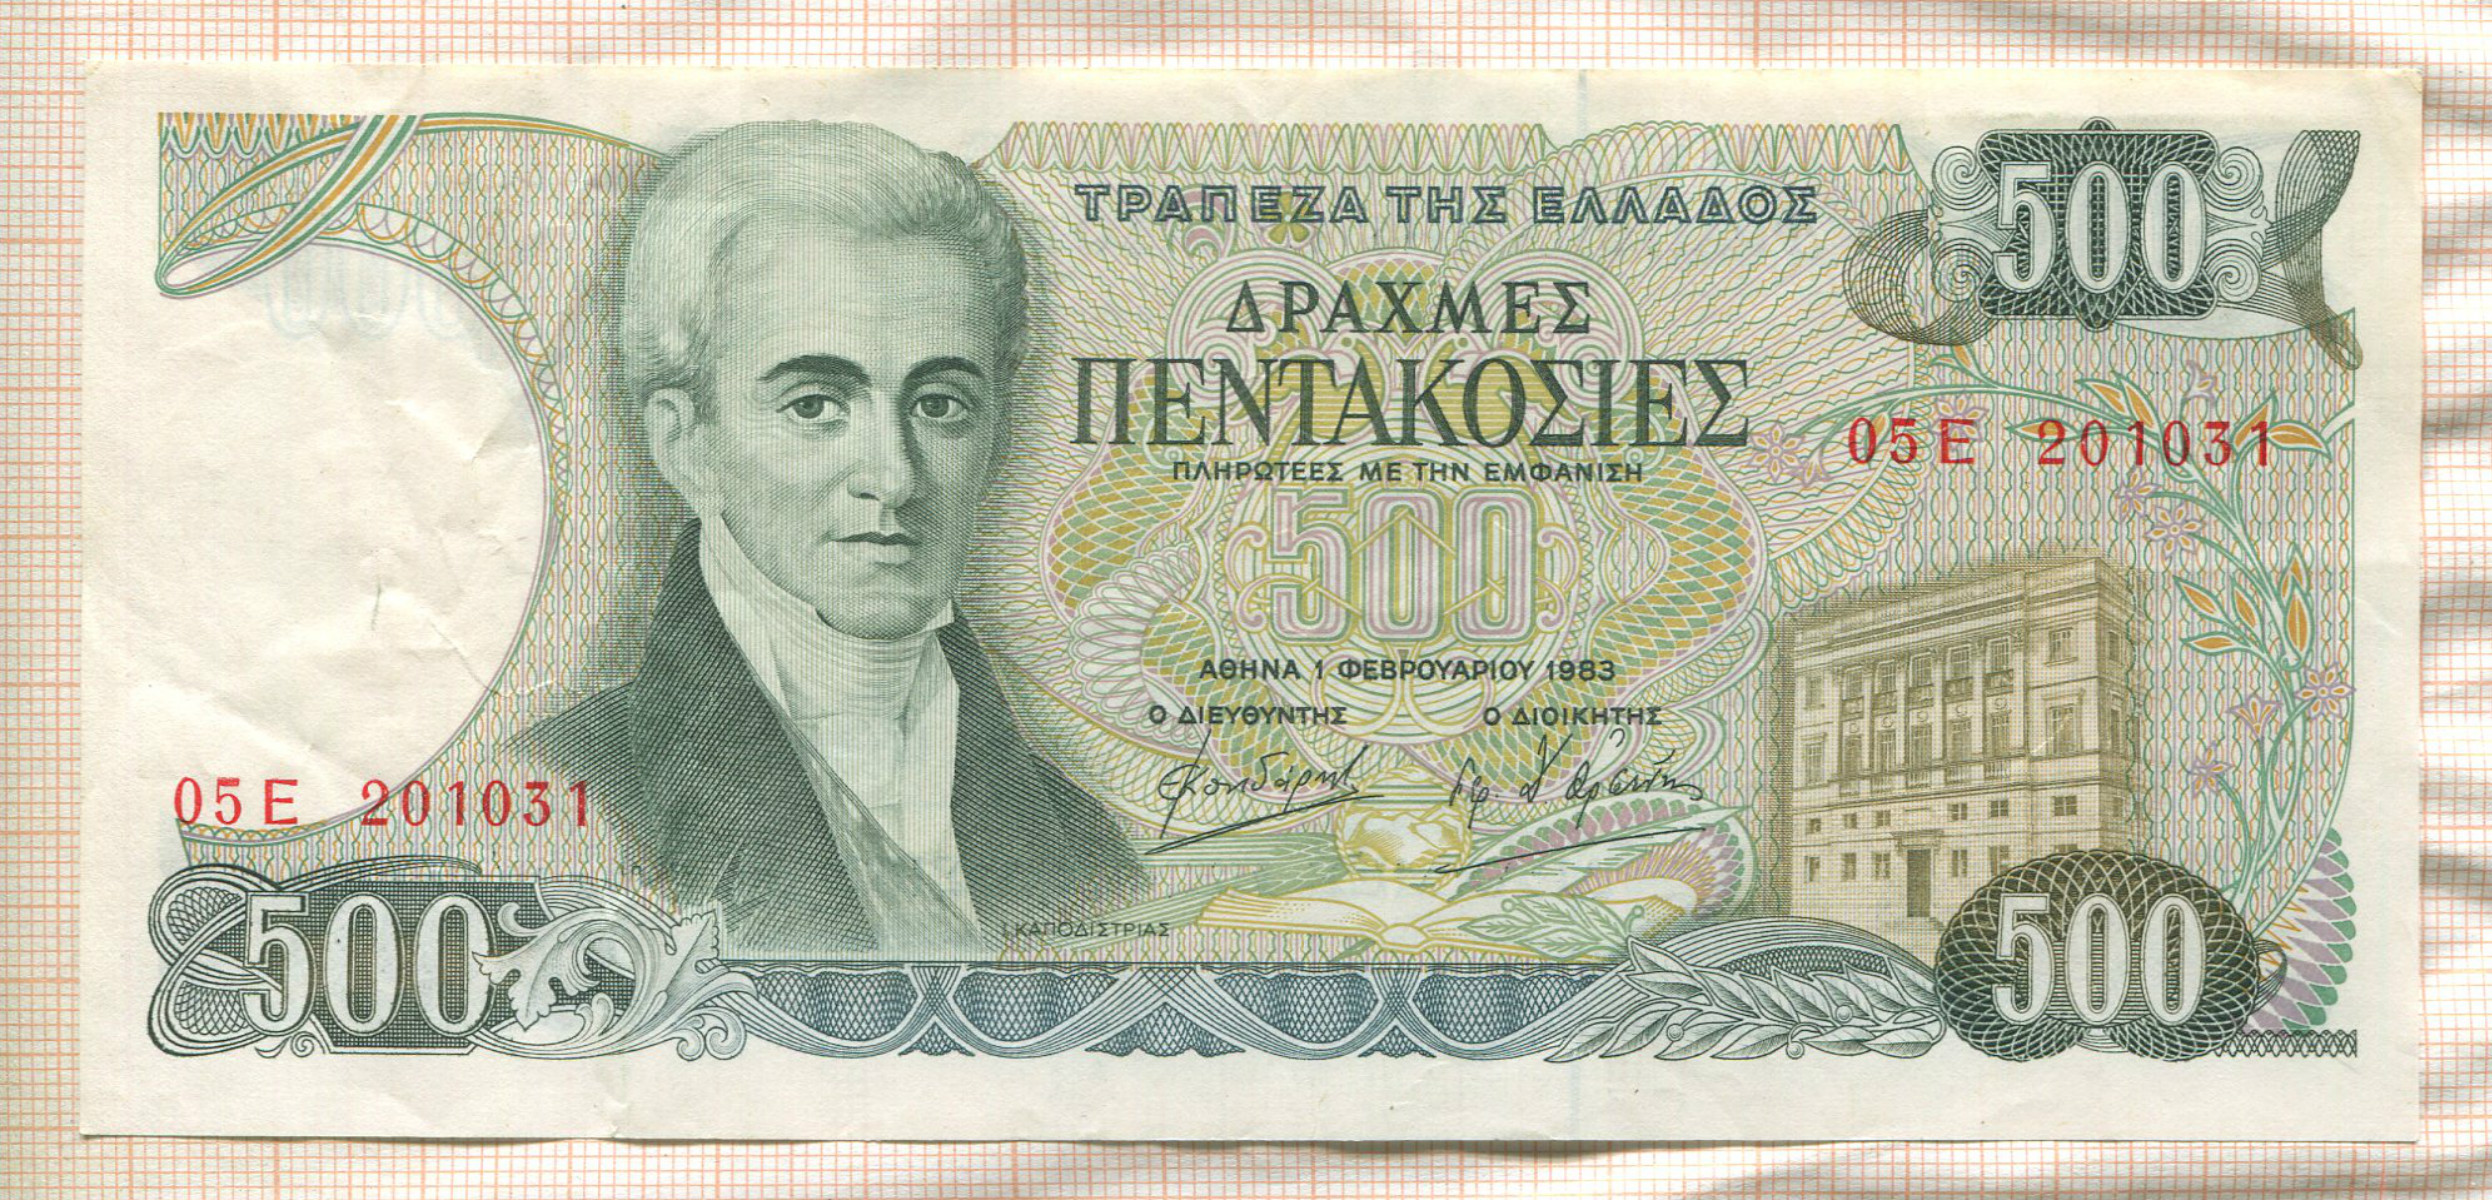 ΤΡΑΠΕΖΑ ΤΗΣ ΕΛΛΑΔΟΣ
500
ΔΡΑΧΜΕΣ
ΠΕΝΤΑΚΟΣΙΕΣ
05Ε 201031
ΠΛΗΡΩΤΕΕΣ ΜΕ ΤΗΝ ΕΜΦΑΝΙΣΗ
500
ΑΘΗΝΑ 1 ΦΕΒΡΟΥΑΡΙΟΥ 1983
Ο ΔΙΕΥΘΥΝΤΗΣ Ο ΔΙΟΙΚΗΤΗΣ
05Ε 201031
Ι. ΚΑΠΟΔΙΣΤΡΙΑΣ
500
500